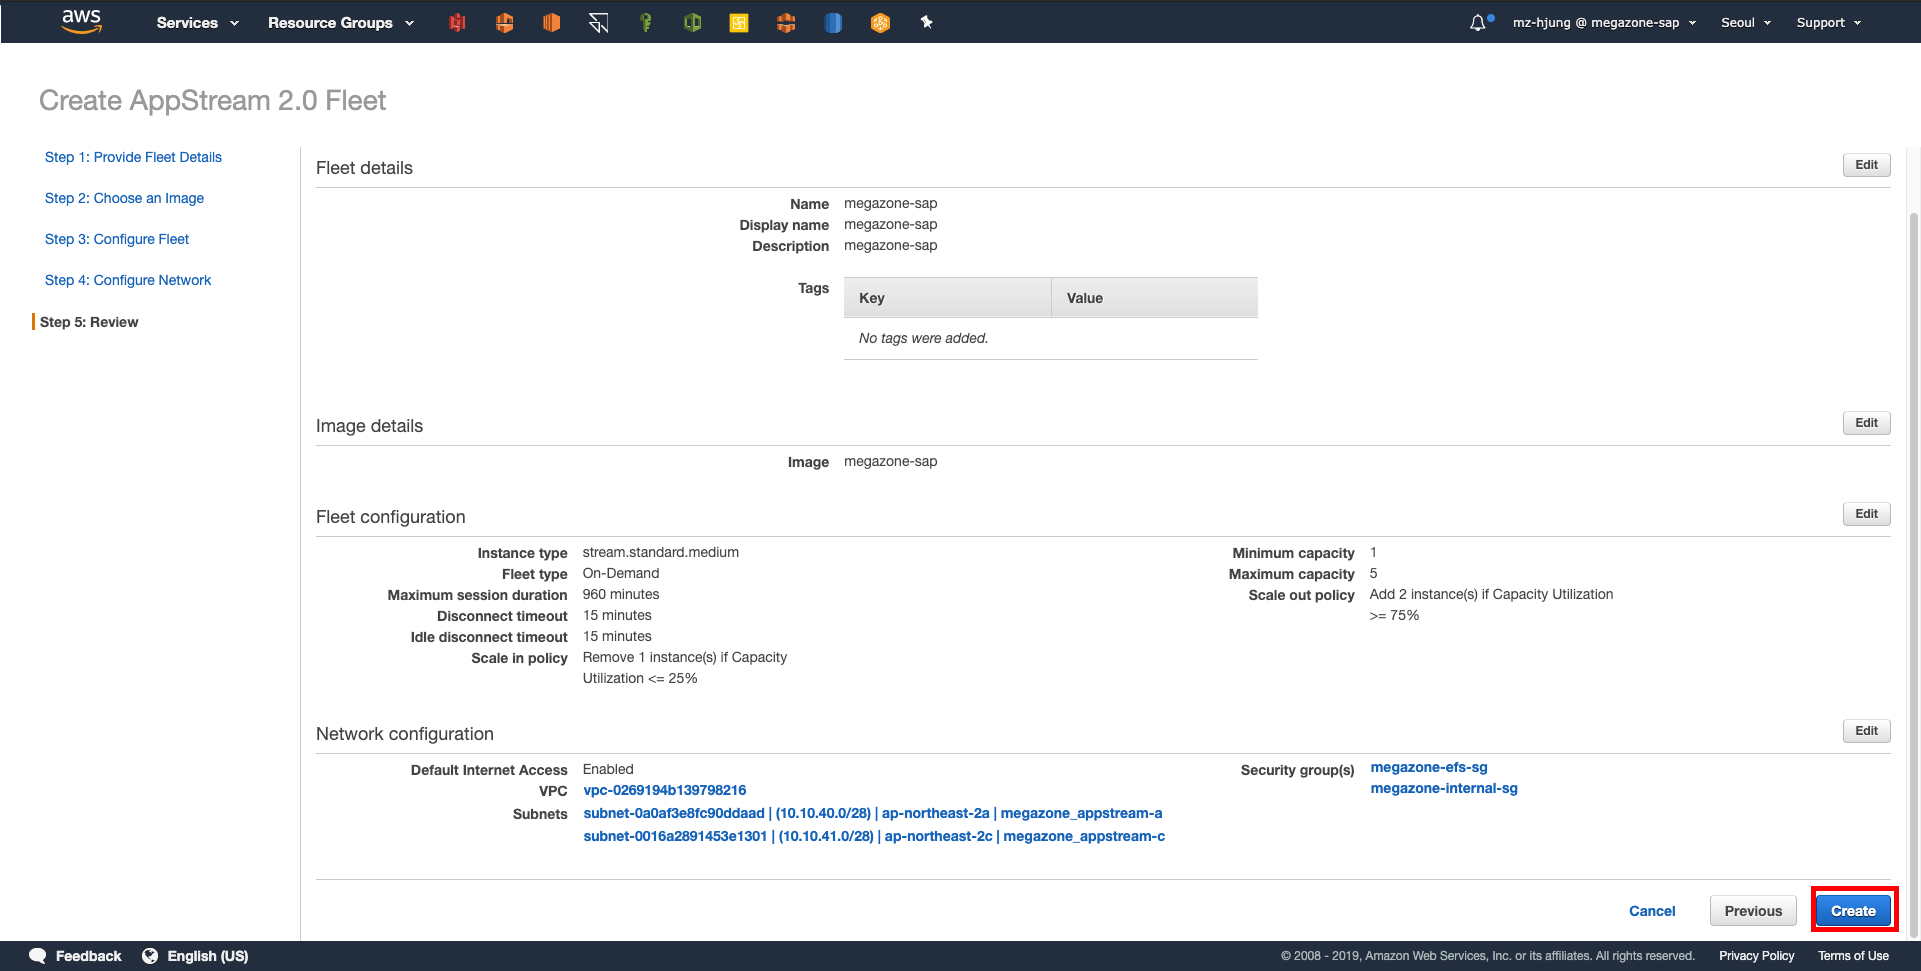 aws Services Resource Groups mz-hjung @ megazone-sap Seoul Support
Create AppStream 2.0 Fleet
Step 1: Provide Fleet Details
Step 2: Choose an Image
Step 3: Configure Fleet
Step 4: Configure Network
Step 5: Review
Fleet details Edit
Name megazone-sap
Display name megazone-sap
Description megazone-sap
Tags Key Value
No tags were added.
Image details Edit
Image megazone-sap
Fleet configuration Edit
Instance type stream.standard.medium
Fleet type On-Demand
Maximum session duration 960 minutes
Disconnect timeout 15 minutes
Idle disconnect timeout 15 minutes
Scale in policy Remove 1 instance(s) if Capacity
Utilization <= 25%
Minimum capacity 1
Maximum capacity 5
Scale out policy Add 2 instance(s) if Capacity Utilization
>= 75%
Network configuration Edit
Default Internet Access Enabled
VPC vpc-0269194b139798216
Subnets subnet-0a0af3e8fc90ddaad | (10.10.40.0/28) | ap-northeast-2a | megazone_appstream-a
subnet-0016a2891453e1301 | (10.10.41.0/28) | ap-northeast-2c | megazone_appstream-c
Security group(s) megazone-efs-sg
megazone-internal-sg
Cancel Previous Create
Feedback English (US) © 2008 - 2019, Amazon Web Services, Inc. or its affiliates. All rights reserved. Privacy Policy Terms of Use